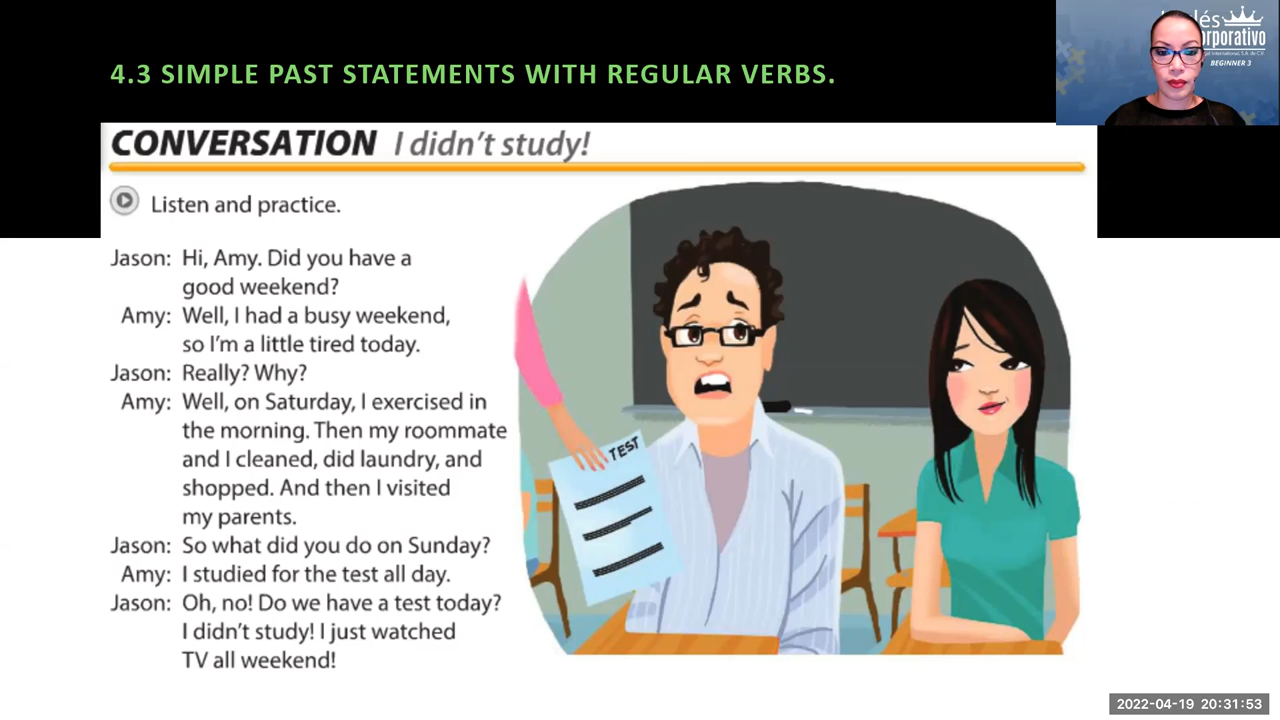 4.3 SIMPLE PAST STATEMENTS WITH REGULAR VERBS.
CONVERSATION I didn't study!
Listen and practice.
Jason: Hi, Amy. Did you have a
good weekend?
Amy: Well, I had a busy weekend,
so I'm a little tired today.
Jason: Really? Why?
Amy: Well, on Saturday, I exercised in
the morning. Then my roommate
and I cleaned, did laundry, and
shopped. And then I visited
my parents.
Jason: So what did you do on Sunday?
Amy: I studied for the test all day.
Jason: Oh, no! Do we have a test today?
I didn't study! I just watched
TV all weekend!
TEST
BEGINNER 3
2022-04-19 20:31:53